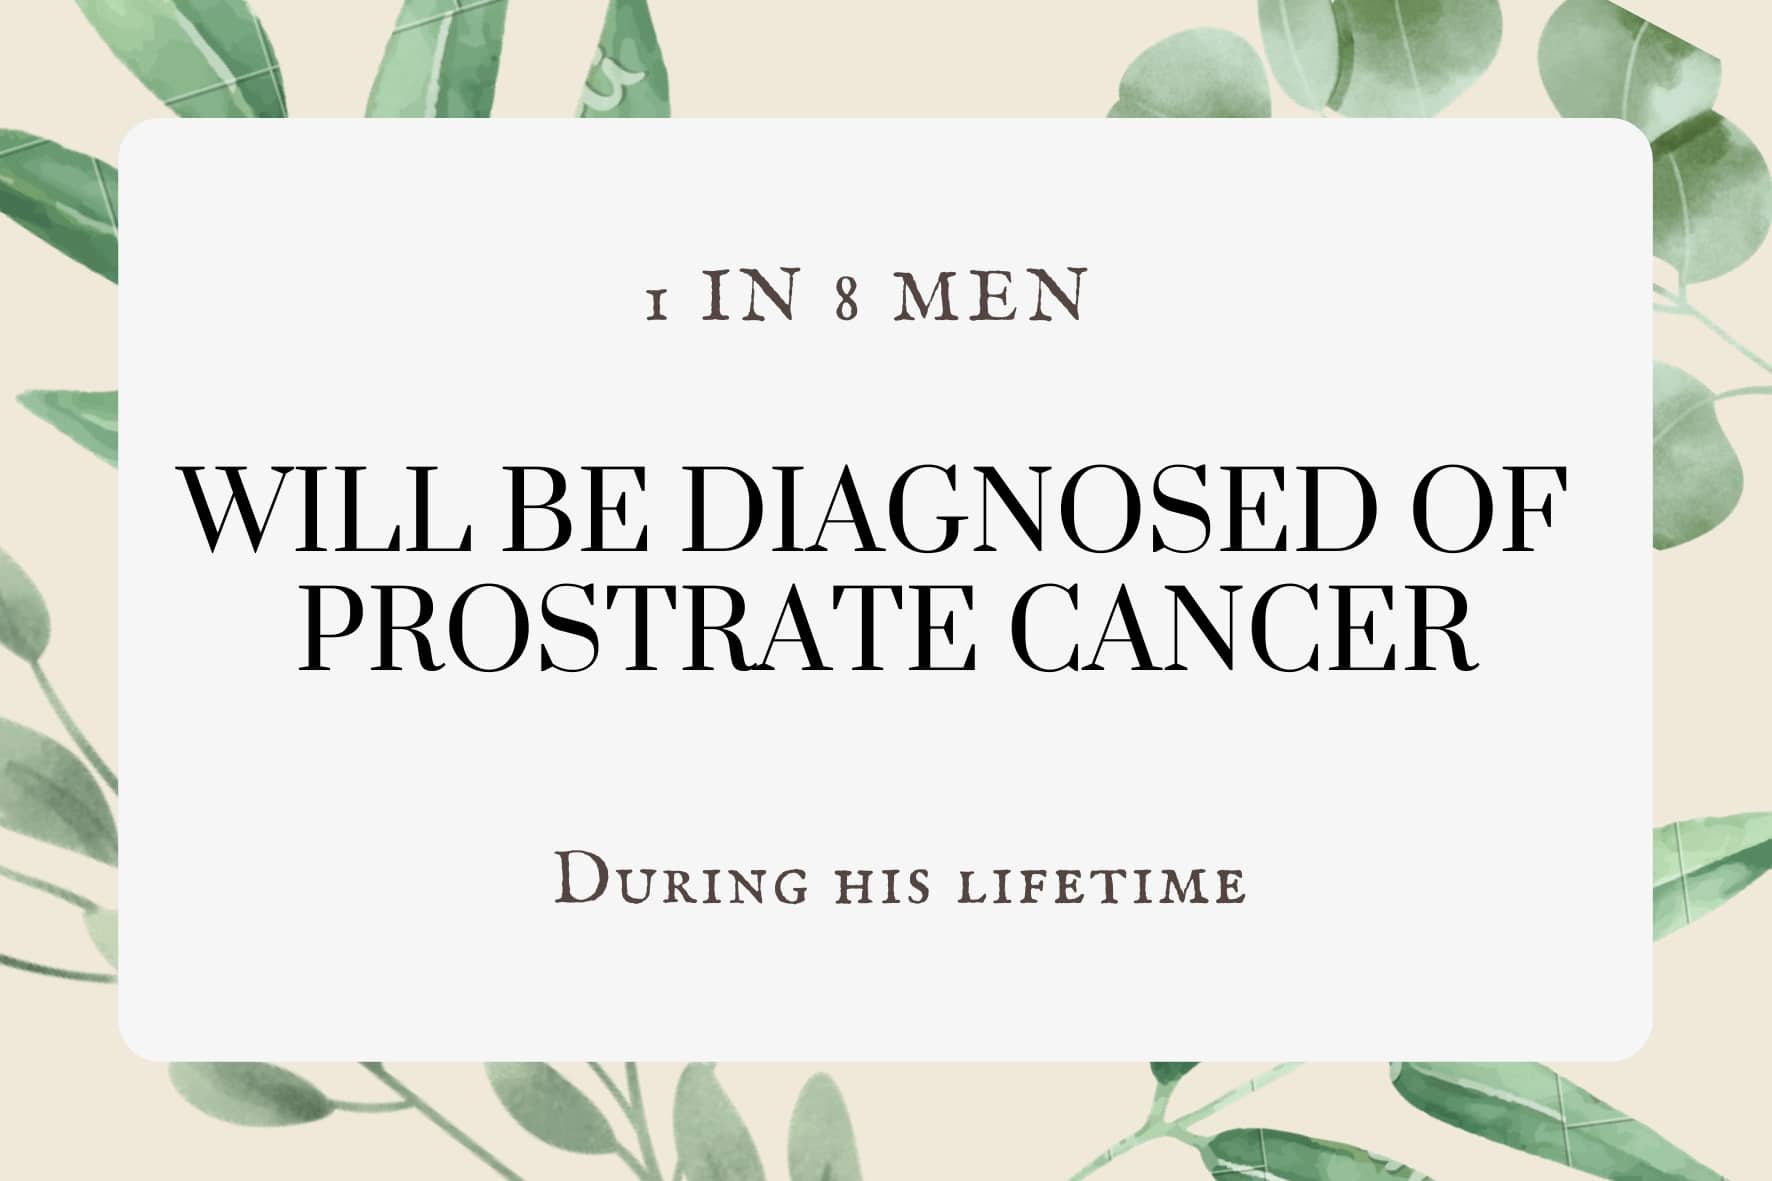 1 IN 8 MEN
WILL BE DIAGNOSED OF
PROSTRATE CANCER
During his lifetime